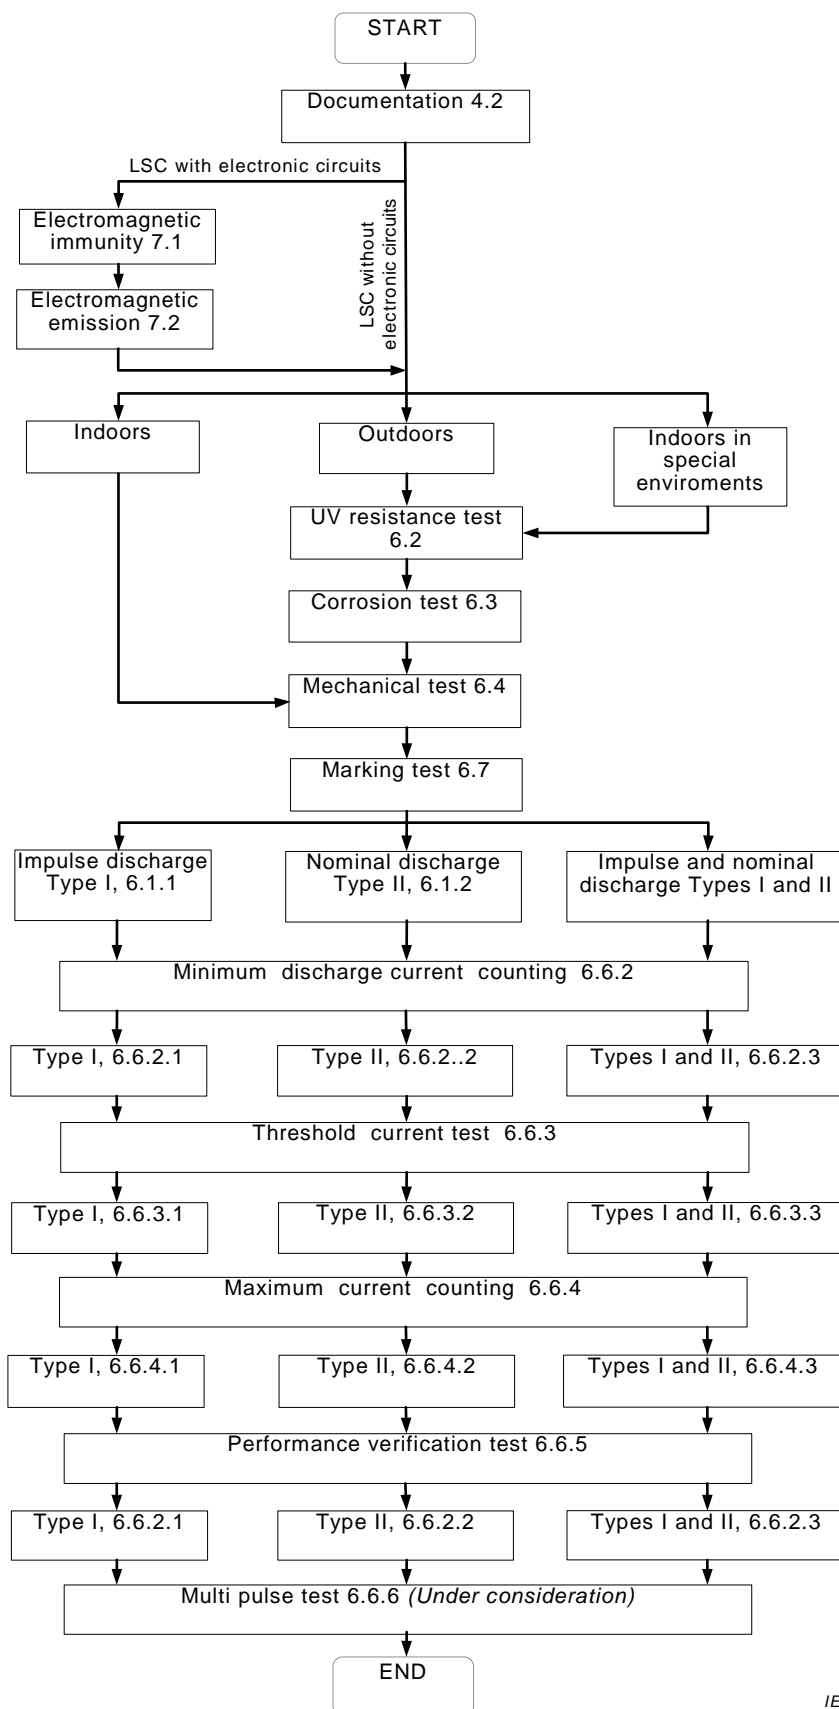 START
Documentation 4.2
LSC with electronic circuits
Electromagnetic
immunity 7.1
LSC without
electronic circuits
Electromagnetic
emission 7.2
Indoors
Outdoors
Indoors in
special
enviroments
UV resistance test
6.2
Corrosion test 6.3
Mechanical test 6.4
Marking test 6.7
Impulse discharge
Type I, 6.1.1
Nominal discharge
Type II, 6.1.2
Impulse and nominal
discharge Types I and II
Minimum discharge current counting 6.6.2
Type I, 6.6.2.1
Type II, 6.6.2..2
Types I and II, 6.6.2.3
Threshold current test 6.6.3
Type I, 6.6.3.1
Type II, 6.6.3.2
Types I and II, 6.6.3.3
Maximum current counting 6.6.4
Type I, 6.6.4.1
Type II, 6.6.4.2
Types I and II, 6.6.4.3
Performance verification test 6.6.5
Type I, 6.6.2.1
Type II, 6.6.2.2
Types I and II, 6.6.2.3
Multi pulse test 6.6.6 (Under consideration)
END
IE